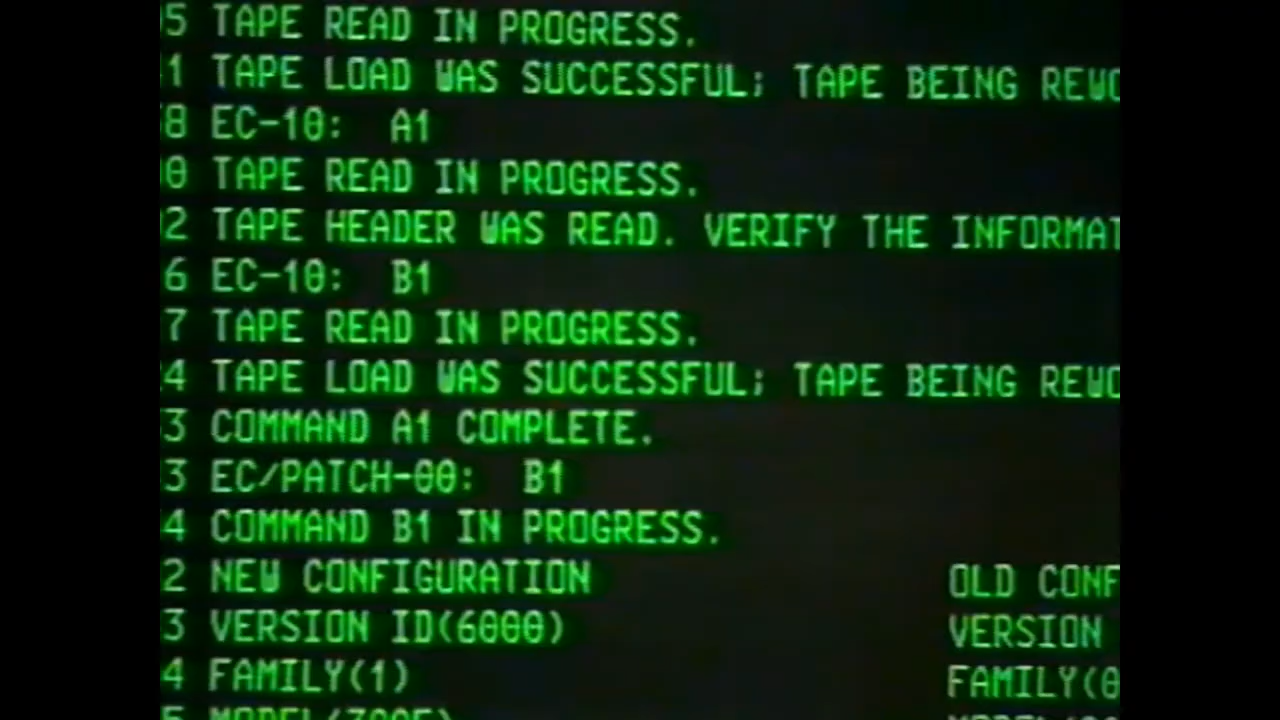 5 TAPE READ IN PROGRESS.
1 TAPE LOAD WAS SUCCESSFUL; TAPE BEING
8 EC-10: A1
0 TAPE READ IN PROGRESS.
2 TAPE HEADER WAS READ. VERIFY THE INFORMAT
6 EC-10: B1
7 TAPE READ IN PROGRESS.
4 TAPE LOAD WAS SUCCESSFUL; TAPE BEING
3 COMMAND A1 COMPLETE.
3 EC/PATCH-00: B1
4 COMMAND B1 IN PROGRESS.
2 NEW CONFIGURATION OLD CONF
3 VERSION ID(6000) VERSION
4 FAMILY(1) FAMILY(0
5